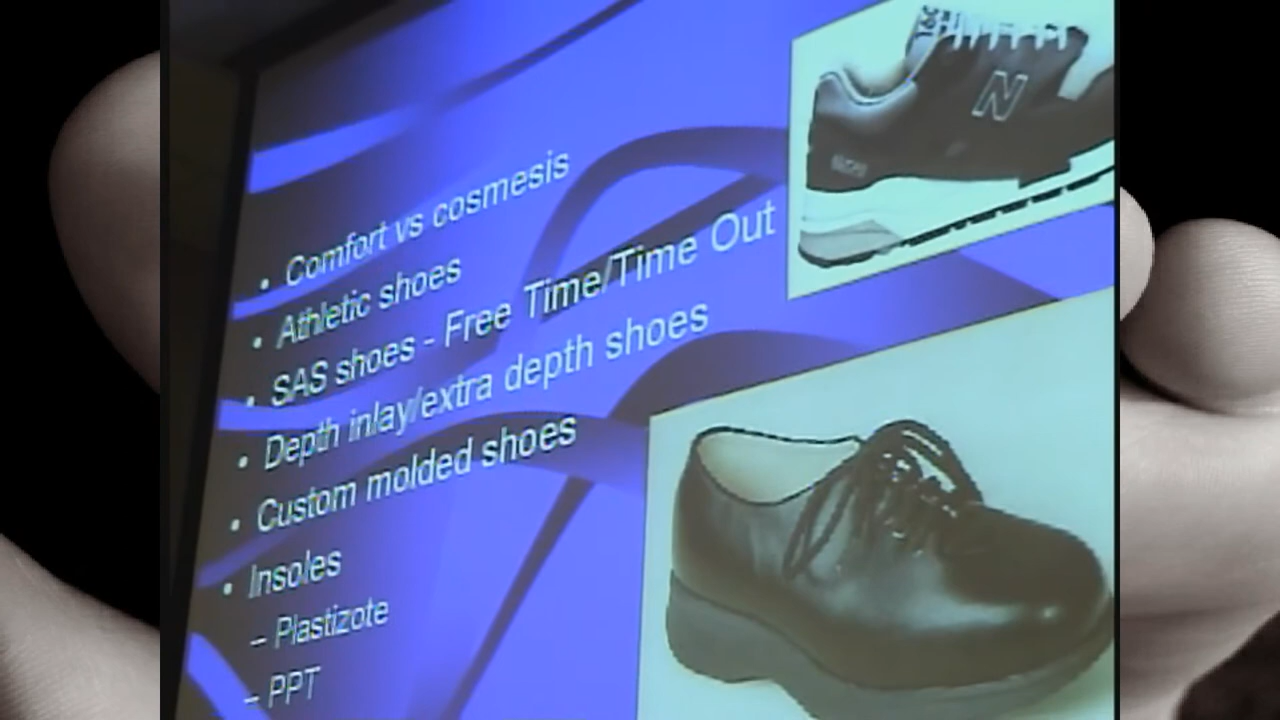 • Comfort vs cosmesis
• Athletic shoes
• SAS shoes - Free Time/Time Out
• Depth inlay/extra depth shoes
• Custom molded shoes
• Insoles
– Plastizote
– PPT
N